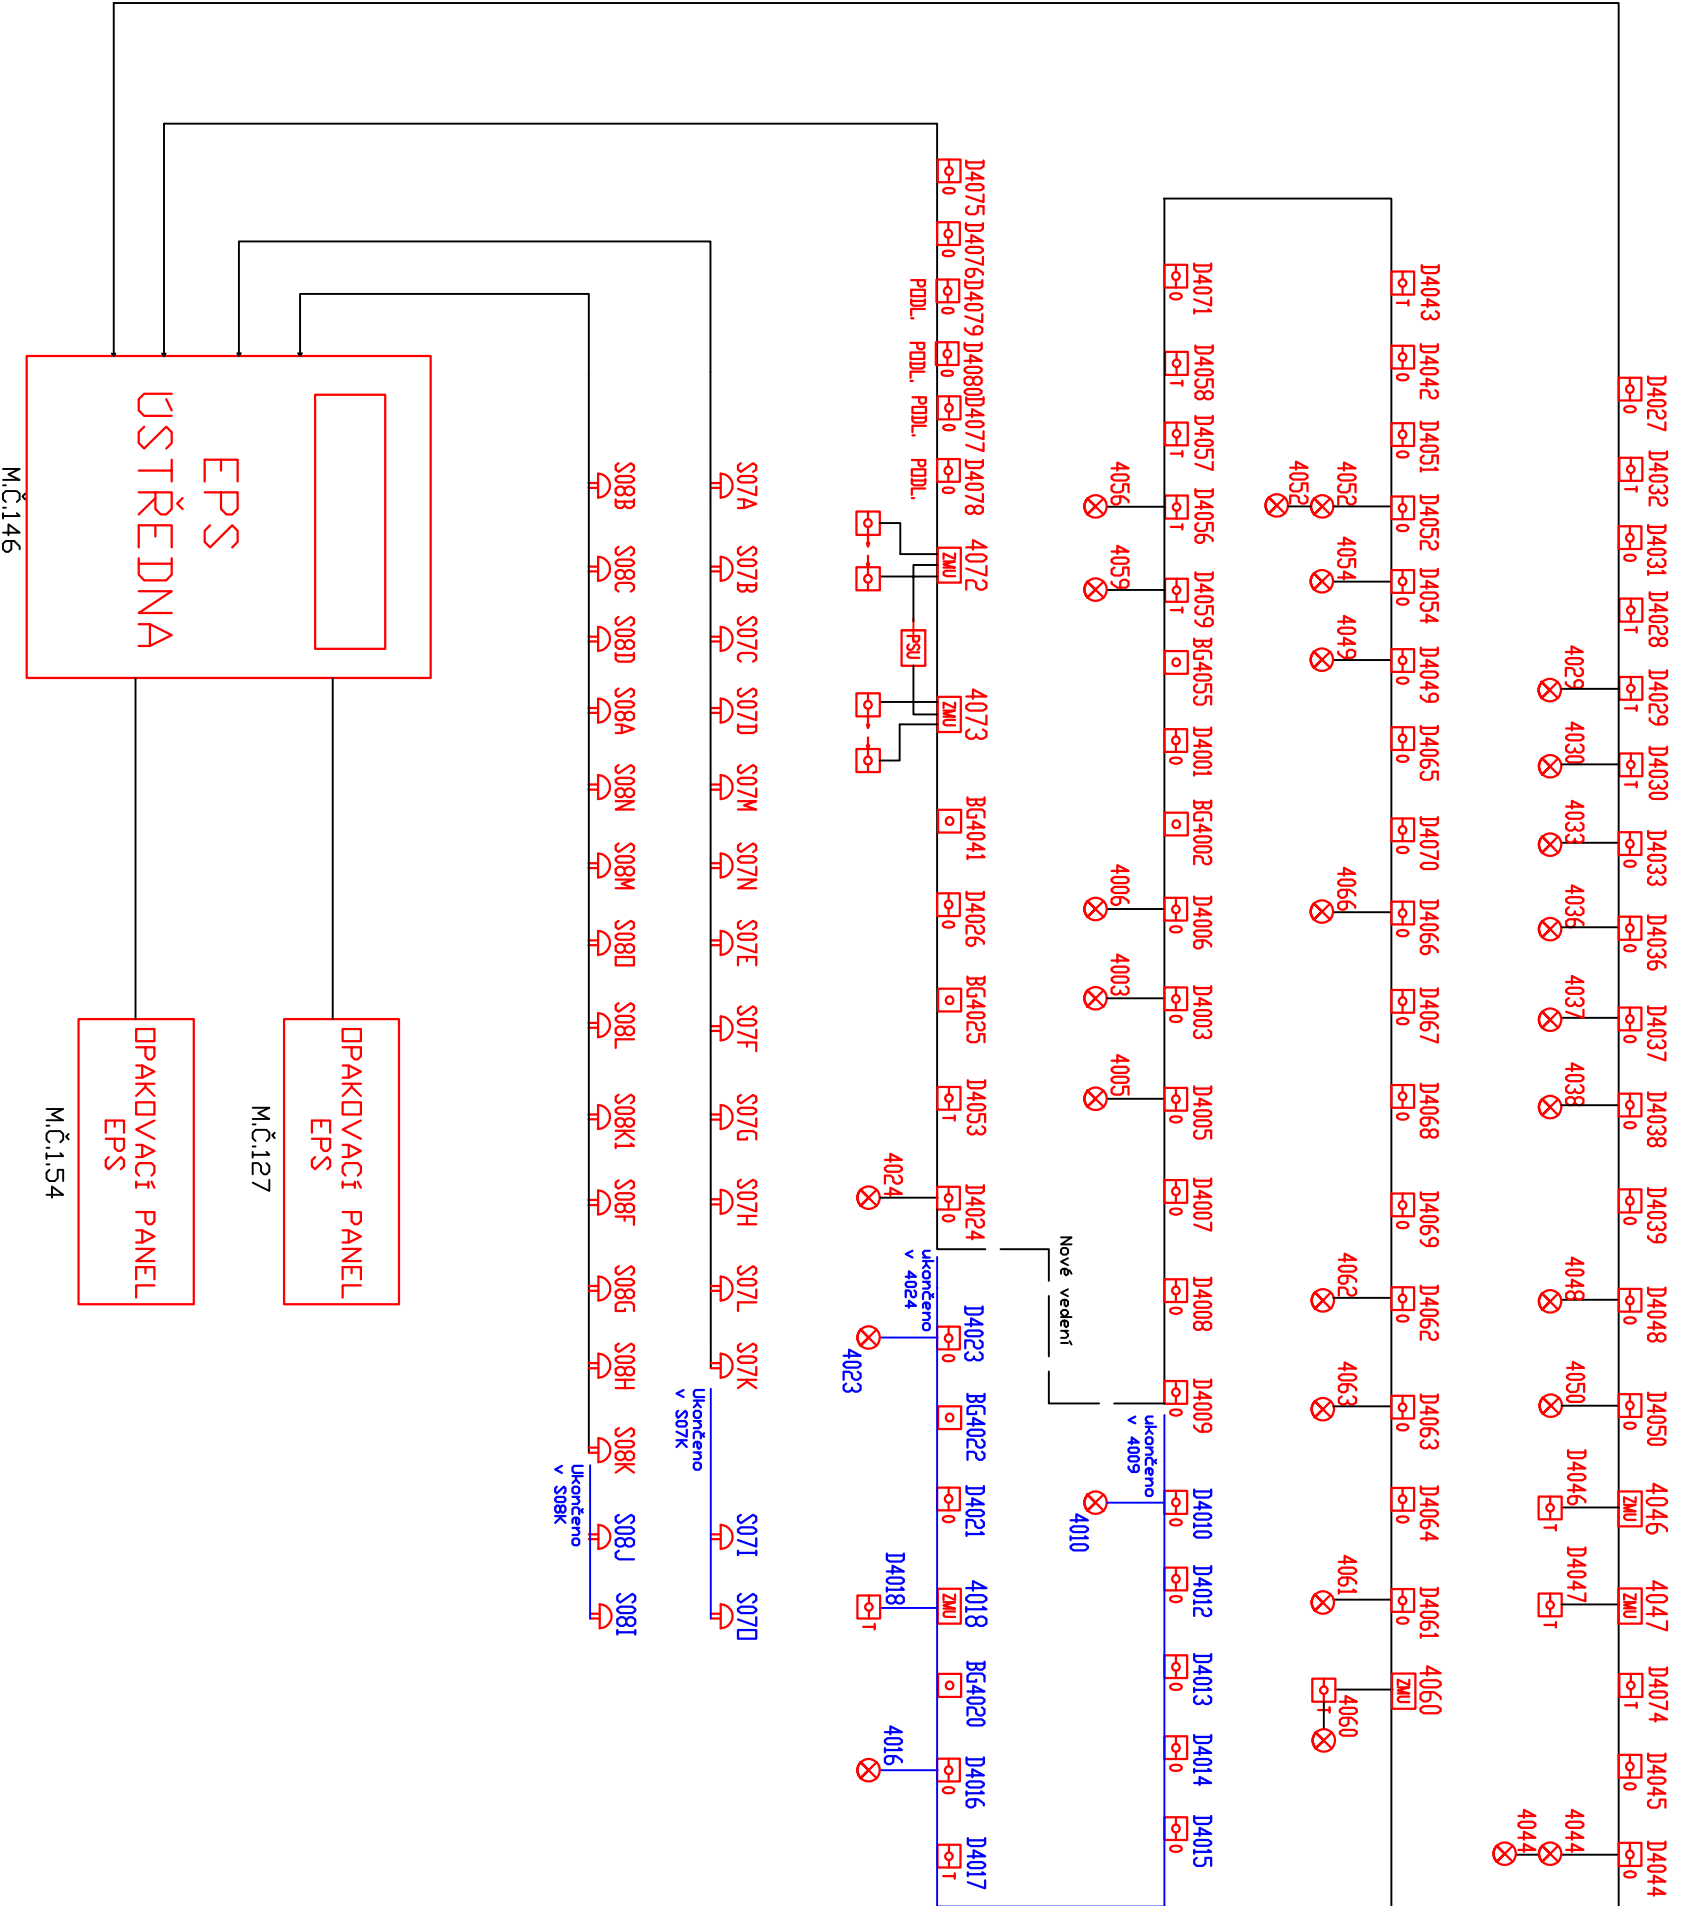 D4027
O
D4032
T
D4031
O
D4028
T
D4029
T
4029
D4030
T
4030
D4033
O
4033
D4036
O
4036
D4037
O
4037
D4038
O
4038
D4039
O
D4048
O
4048
D4050
O
4050
4046
ZMU
D4046
T
4047
ZMU
D4047
T
D4074
T
D4045
O
D4044
O
4044
4044
D4043
T
D4042
O
D4051
O
D4052
O
4052
4052
D4054
O
4054
D4049
O
4049
D4065
O
D4070
O
D4066
O
4066
D4067
O
D4068
O
D4069
O
D4062
O
4062
D4063
O
4063
D4064
O
D4061
O
4061
4060
ZMU
T
4060
D4071
O
D4058
T
D4057
T
D4056
T
4056
D4059
T
4059
BG4055
D4001
O
BG4002
D4006
O
4006
D4003
O
4003
D4005
O
4005
D4007
O
D4008
O
D4009
O
ukončeno
v 4009
D4010
O
4010
D4012
O
D4013
O
D4014
O
D4015
O
Nové vedení
D4075
O
D4076
O
D4079
O
PODL.
D4080
O
PODL.
D4077
O
PODL.
D4078
O
PODL.
4072
ZMU
PSU
4073
ZMU
BG4041
D4026
O
BG4025
D4053
T
D4024
O
4024
ukončeno
v 4024
D4023
O
4023
BG4022
D4021
O
4018
ZMU
D4018
T
BG4020
D4016
O
4016
D4017
T
S07A
S07B
S07C
S07D
S07M
S07N
S07E
S07F
S07G
S07H
S07L
S07K
Ukončeno
v S07K
S07I
S07O
S08B
S08C
S08D
S08A
S08N
S08M
S08O
S08L
S08K1
S08F
S08G
S08H
S08K
Ukončeno
v S08K
S08J
S08I
EPS
ÚSTŘEDNA
M.Č.146
OPAKOVACÍ PANEL
EPS
M.Č.127
OPAKOVACÍ PANEL
EPS
M.Č.1.54